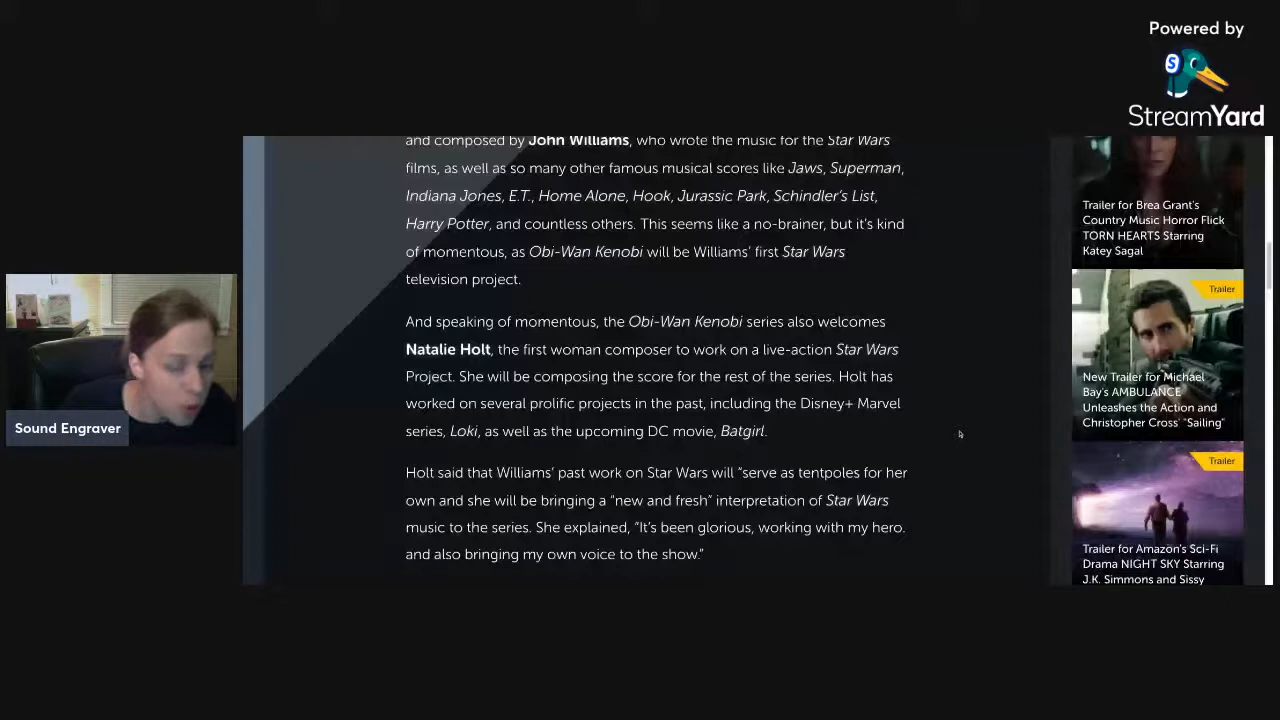 Powered by
S
StreamYard
and composed by John Williams, who wrote the music for the Star Wars
films, as well as so many other famous musical scores like Jaws, Superman,
Indiana Jones, E.T., Home Alone, Hook, Jurassic Park, Schindler's List,
Harry Potter, and countless others. This seems like a no-brainer, but it's kind
of momentous, as Obi-Wan Kenobi will be Williams' first Star Wars
television project.
And speaking of momentous, the Obi-Wan Kenobi series also welcomes
Natalie Holt, the first woman composer to work on a live-action Star Wars
Project. She will be composing the score for the rest of the series. Holt has
worked on several prolific projects in the past, including the Disney+ Marvel
series, Loki, as well as the upcoming DC movie, Batgirl.
Holt said that Williams' past work on Star Wars will "serve as tentpoles for her
own and she will be bringing a "new and fresh" interpretation of Star Wars
music to the series. She explained, "It's been glorious, working with my hero.
and also bringing my own voice to the show."
Trailer for Brea Grant's
Country Music Horror Flick
TORN HEARTS Starring
Katey Sagal
Trailer
New Trailer for Michael
Bay's AMBULANCE
Unleashes the Action and
Christopher Cross' "Sailing"
Trailer
Trailer for Amazon's Sci-Fi
Drama NIGHT SKY Starring
J.K. Simmons and Sissy
Sound Engraver